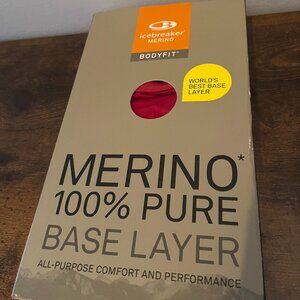 icebreaker®
MERINO
BODYFIT®
WORLD'S
BEST BASE
LAYER
MERINO*
100% PURE
BASE LAYER
ALL-PURPOSE COMFORT AND PERFORMANCE